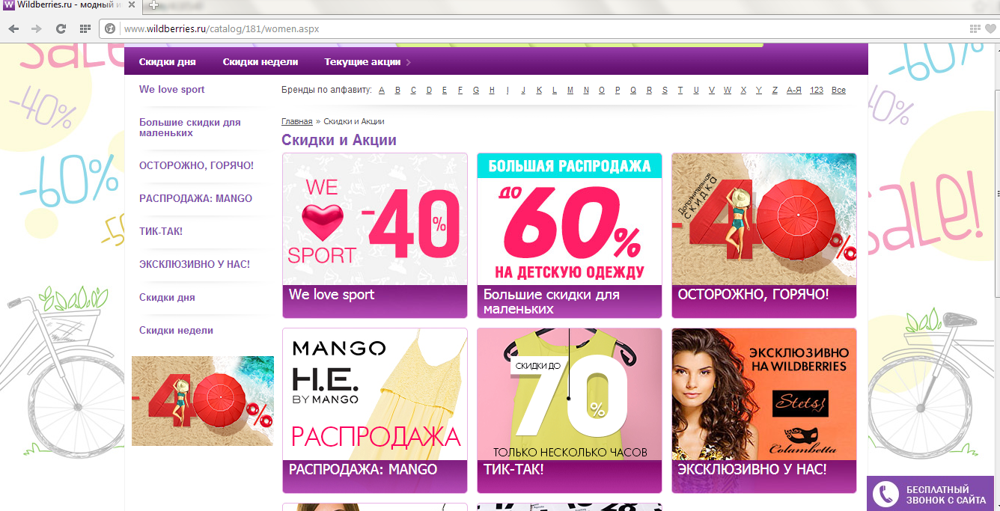 Wildberries.ru - модный и
www.wildberries.ru/catalog/181/women.aspx
Скидки дня Скидки недели Текущие акции
We love sport
Большие скидки для
маленьких
ОСТОРОЖНО, ГОРЯЧО!
РАСПРОДАЖА: MANGO
ТИК-ТАК!
ЭКСКЛЮЗИВНО У НАС!
Скидки дня
Скидки недели
-40%
Бренды по алфавиту: A B C D E F G H I J K L M N O P Q R S T U V W X Y Z А-Я 123 Все
Главная » Скидки и Акции
Скидки и Акции
WE
SPORT
-40%
We love sport
БОЛЬШАЯ РАСПРОДАЖА
ДО
60%
НА ДЕТСКУЮ ОДЕЖДУ
Большие скидки для
маленьких
Дополнительная
СКИДКА
-40%
ОСТОРОЖНО, ГОРЯЧО!
MANGO
H.E.
BY MANGO
РАСПРОДАЖА
РАСПРОДАЖА: MANGO
СКИДКИ ДО
70%
ТОЛЬКО НЕСКОЛЬКО ЧАСОВ
ТИК-ТАК!
ЭКСКЛЮЗИВНО
НА WILDBERRIES
Stets!
Colambetta
ЭКСКЛЮЗИВНО У НАС!
SALE
-40%
-60%
-60%
-40%
SALE!
БЕСПЛАТНЫЙ
ЗВОНОК С САЙТА